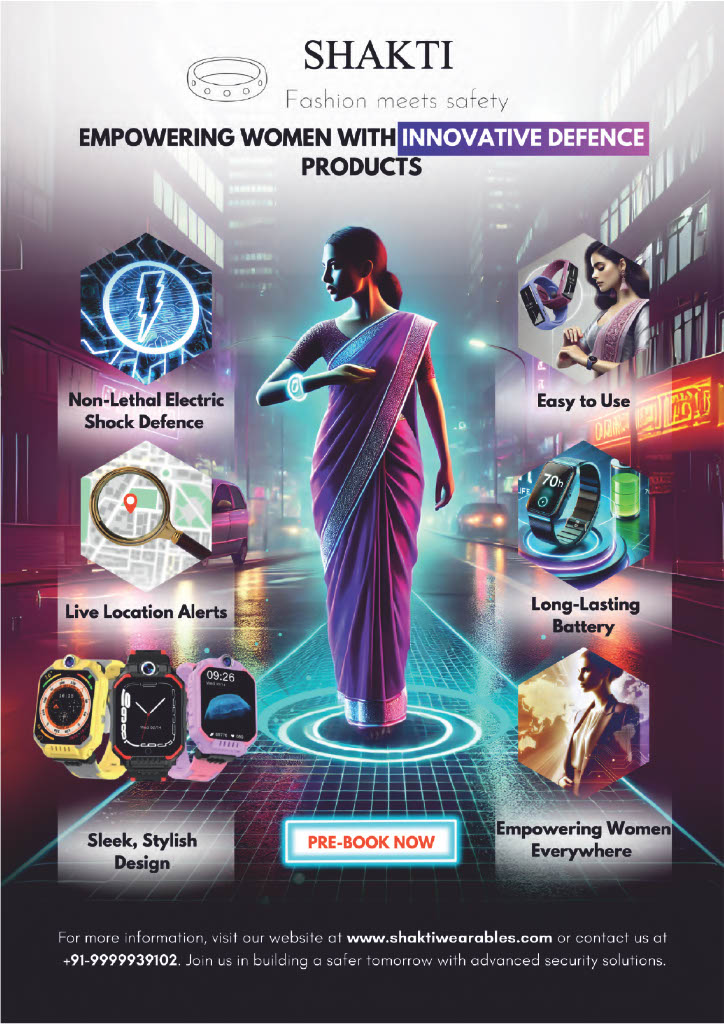 SHAKTI
Fashion meets safety
EMPOWERING WOMEN WITH INNOVATIVE DEFENCE
PRODUCTS
Non-Lethal Electric
Shock Defence
Easy to Use
Live Location Alerts
70h
Long-Lasting
Battery
09:26
Sleek, Stylish
Design
PRE-BOOK NOW
Empowering Women
Everywhere
For more information, visit our website at www.shaktiwearables.com or contact us at
+91-9999939102. Join us in building a safer tomorrow with advanced security solutions.